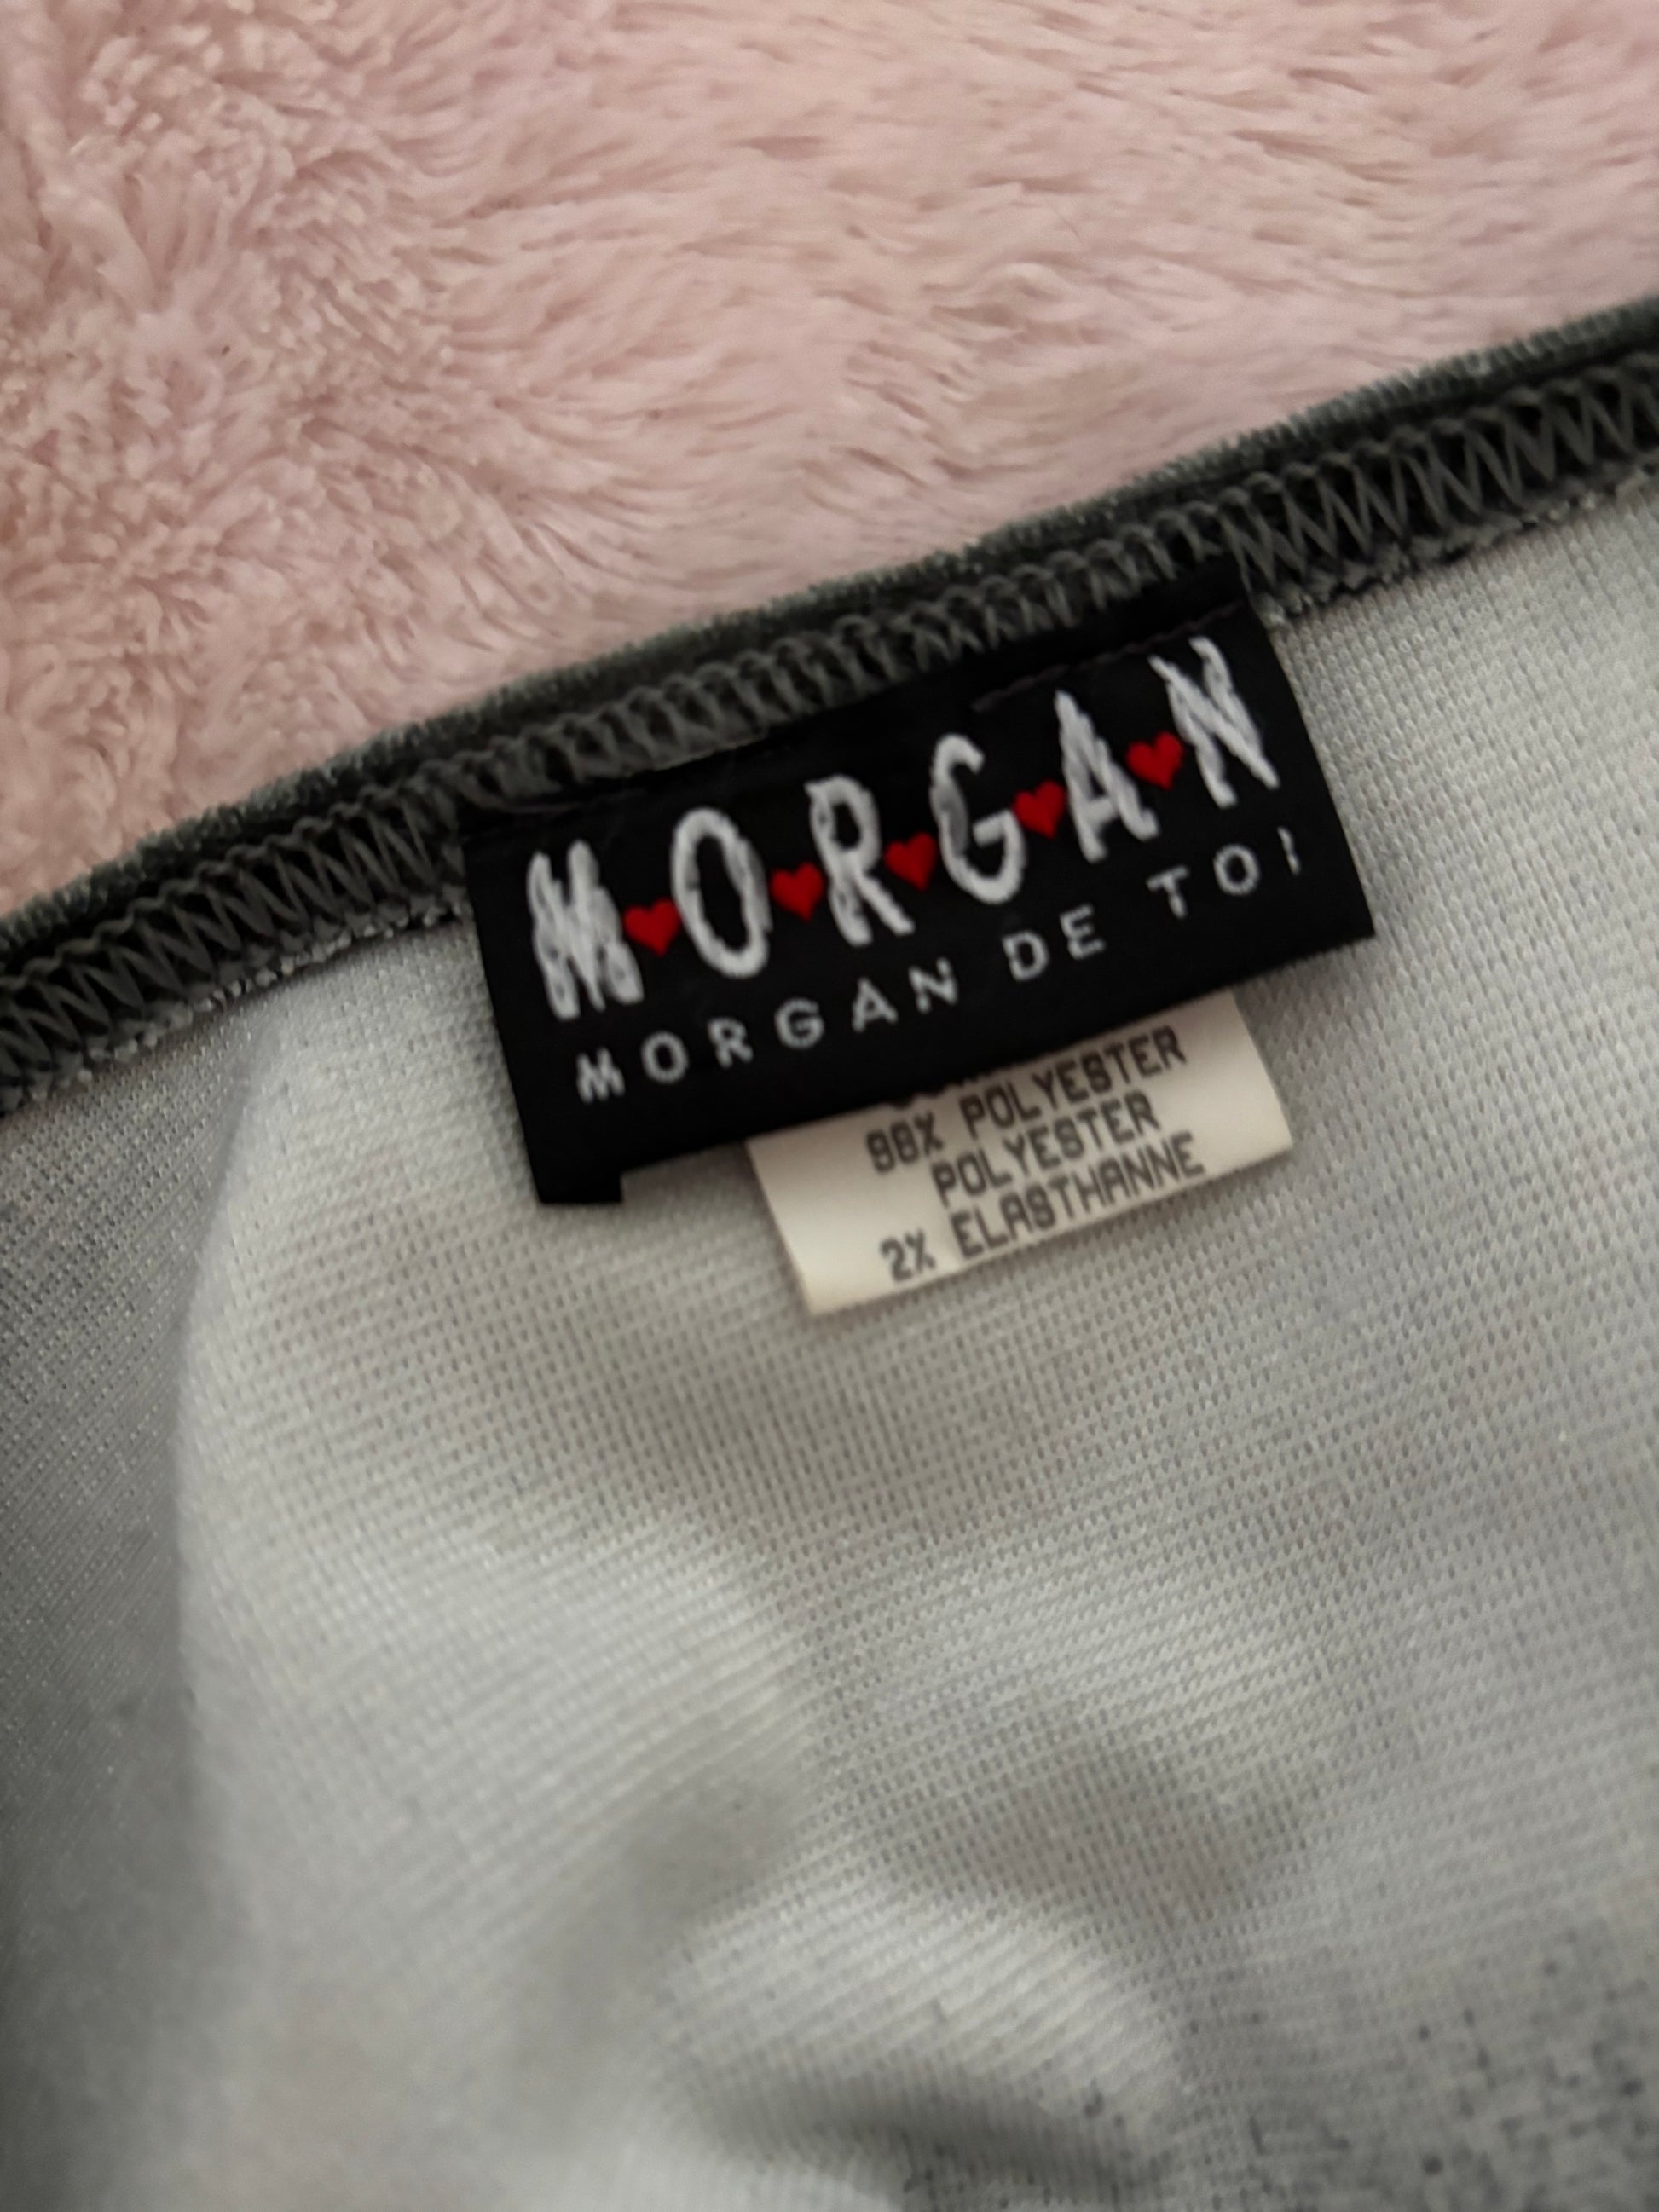 M♥O♥R♥G♥A♥N
MORGAN DE TOI
98% POLYESTER
POLYESTER
2% ELASTHANNE